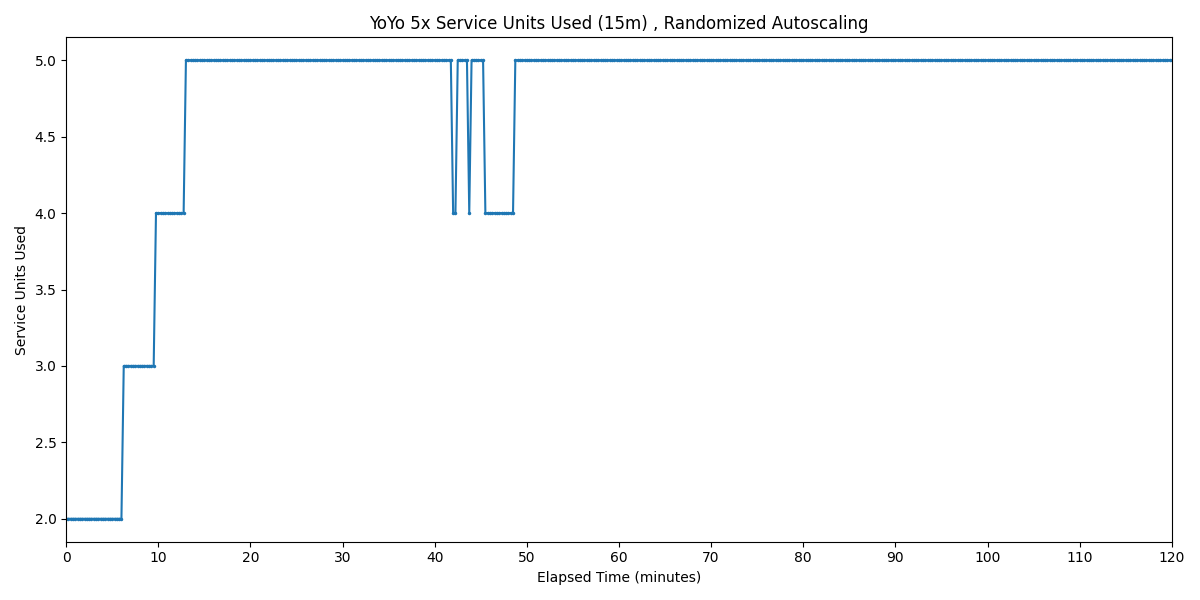 YoYo 5x Service Units Used (15m) , Randomized Autoscaling
5.0
4.5
4.0
3.5
3.0
2.5
2.0
Service Units Used
0 10 20 30 40 50 60 70 80 90 100 110 120
Elapsed Time (minutes)